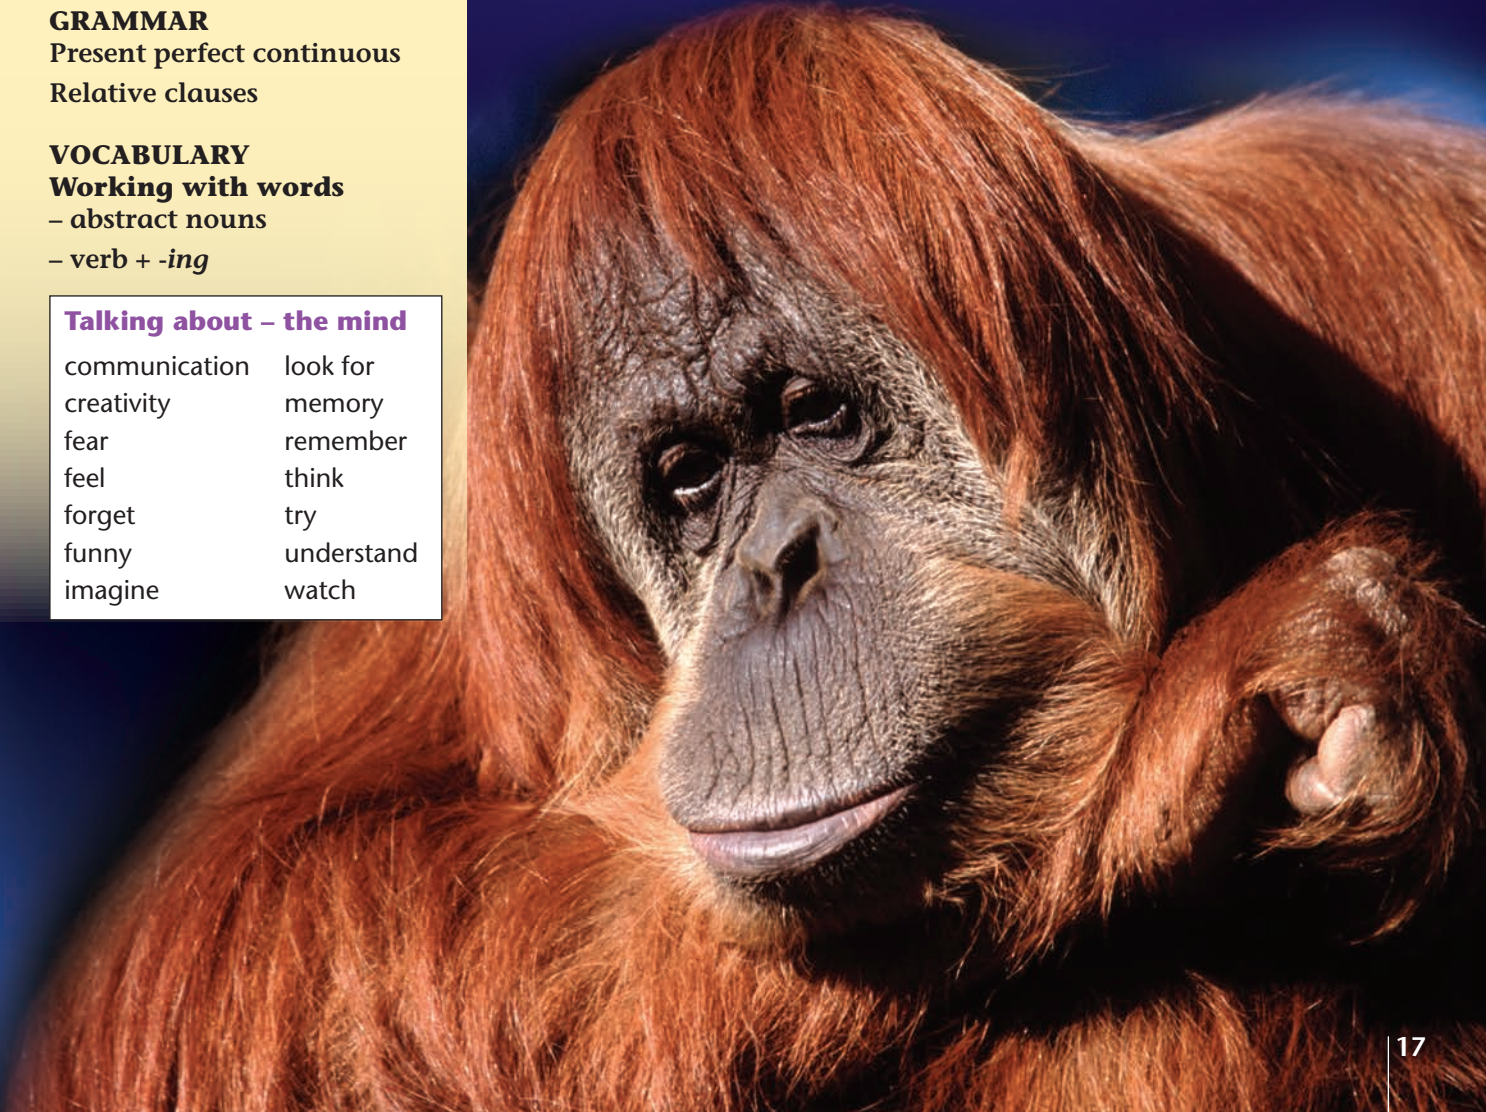 GRAMMAR
Present perfect continuous
Relative clauses
VOCABULARY
Working with words
– abstract nouns
– verb + -ing
Talking about – the mind
communication look for
creativity memory
fear remember
feel think
forget try
funny understand
imagine watch
17